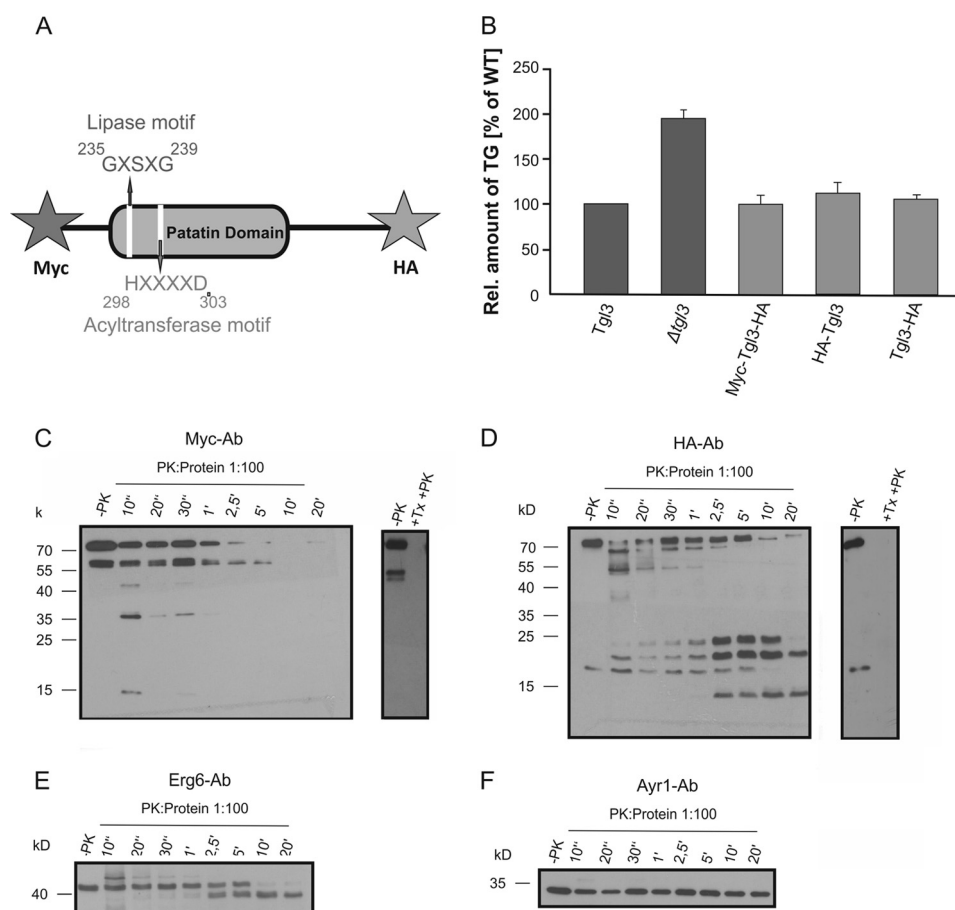 A
Lipase motif
235 239
GXSXG
Patatin Domain
Myc
HA
HXXXXD
298 303
Acyltransferase motif
B
Rel. amount of TG [% of WT]
250
200
150
100
50
0
Tgl3
Δtgl3
Myc-Tgl3-HA
HA-Tgl3
Tgl3-HA
C
Myc-Ab
PK:Protein 1:100
k
-PK 10“ 20“ 30“ 1' 2,5' 5' 10' 20'
-PK +Tx +PK
70
55
40
35
25
15
D
HA-Ab
PK:Protein 1:100
kD
-PK 10“ 20“ 30“ 1' 2,5' 5' 10' 20'
-PK +Tx +PK
70
55
40
35
25
15
E
Erg6-Ab
PK:Protein 1:100
kD
-PK 10“ 20“ 30“ 1' 2,5' 5' 10' 20'
40
F
Ayr1-Ab
PK:Protein 1:100
kD
-PK 10“ 20“ 30“ 1' 2,5' 5' 10' 20'
35